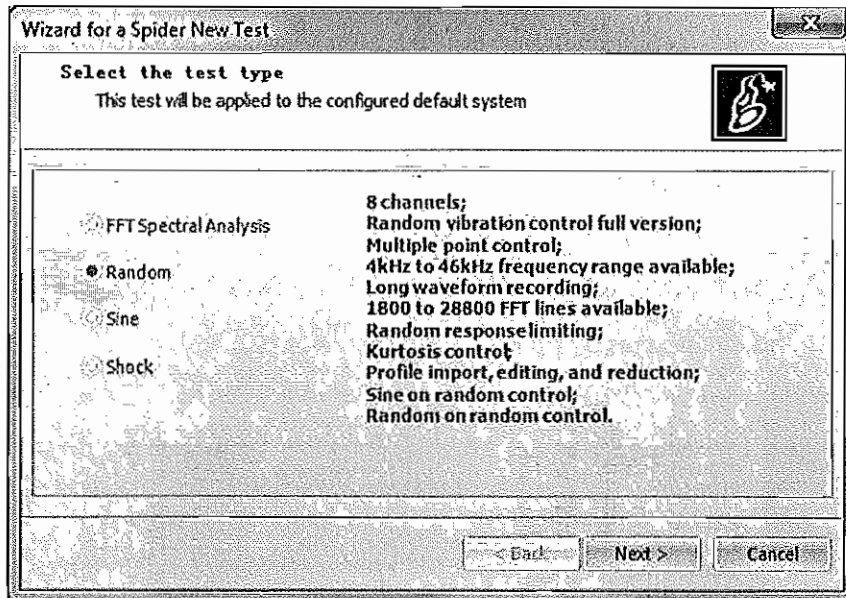 Wizard for a Spider New Test
Select the test type
This test will be applied to the configured default system
FFT Spectral Analysis
Random
Sine
Shock
8 channels;
Random vibration control full version;
Multiple point control;
4kHz to 46kHz frequency range available;
Long waveform recording;
1800 to 28800 FFT lines available;
Random response limiting;
Kurtosis control;
Profile import, editing, and reduction;
Sine on random control;
Random on random control.
< Back
Next >
Cancel